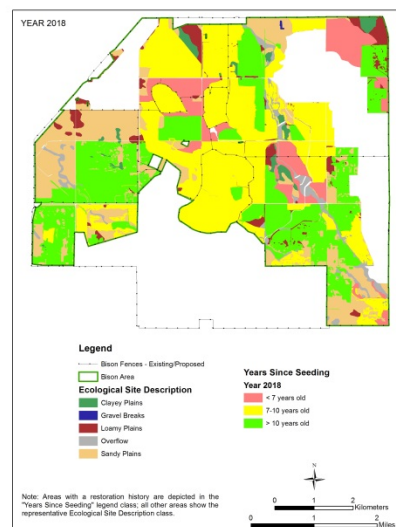 YEAR 2018
Legend
Bison Fences - Existing/Proposed
Bison Area
Ecological Site Description
Clayey Plains
Gravel Breaks
Loamy Plains
Overflow
Sandy Plains
Years Since Seeding
Year 2018
< 7 years old
7-10 years old
> 10 years old
Note: Areas with a restoration history are depicted in the
"Years Since Seeding" legend class; all other areas show the
representative Ecological Site Description class.
N
0 1 2
Kilometers
0 1 2
Miles